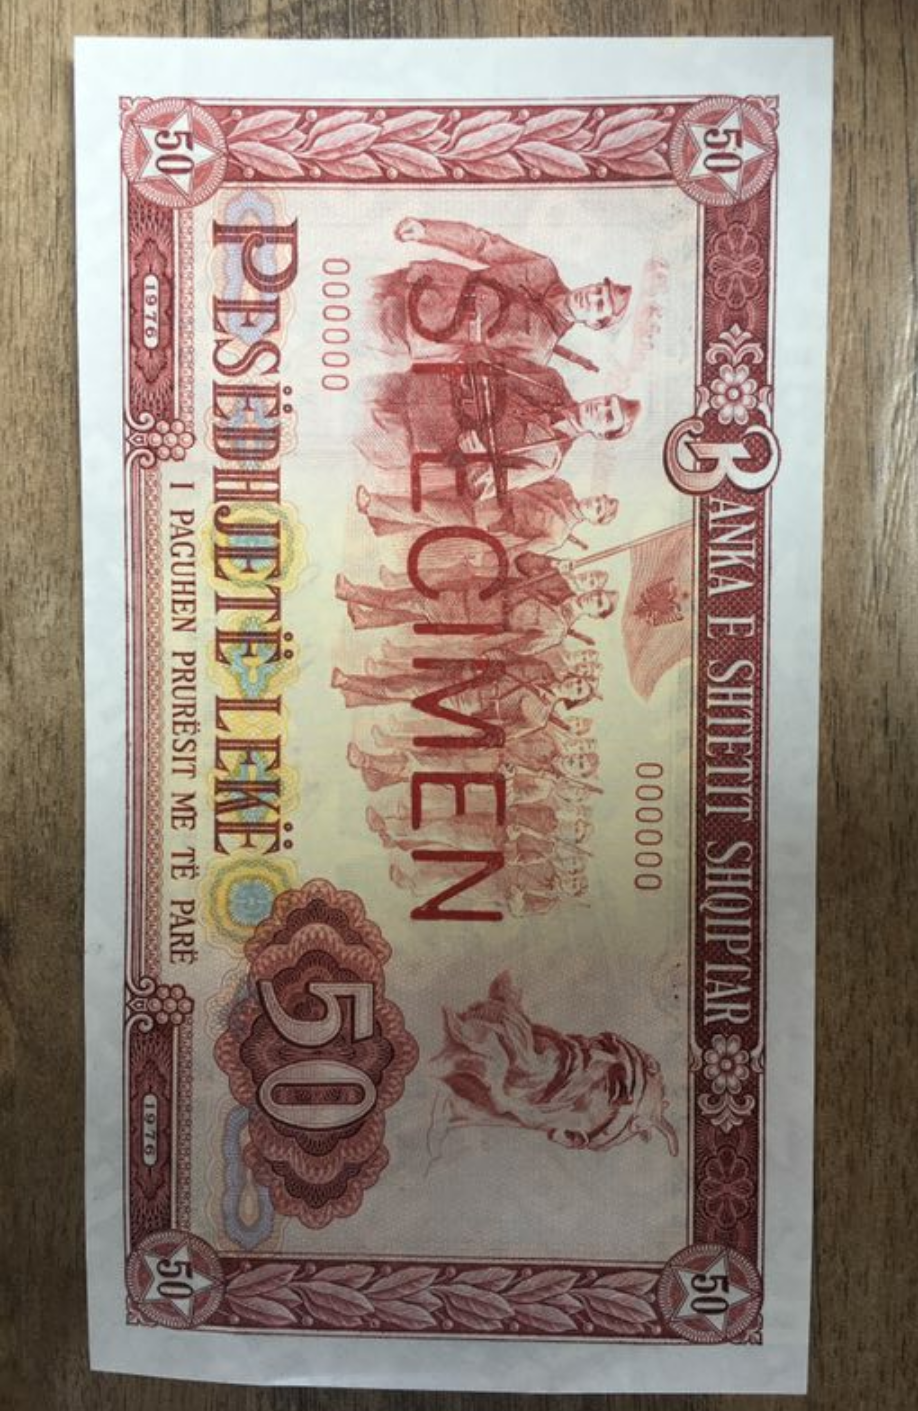 50
50
BANKA E SHTETIT SHQIPTAR
000000
SPECIMEN
000000
PESËDHJETË LEKË
50
I PAGUHEN PRURËSIT ME TË PARË
1976
1976
50
50